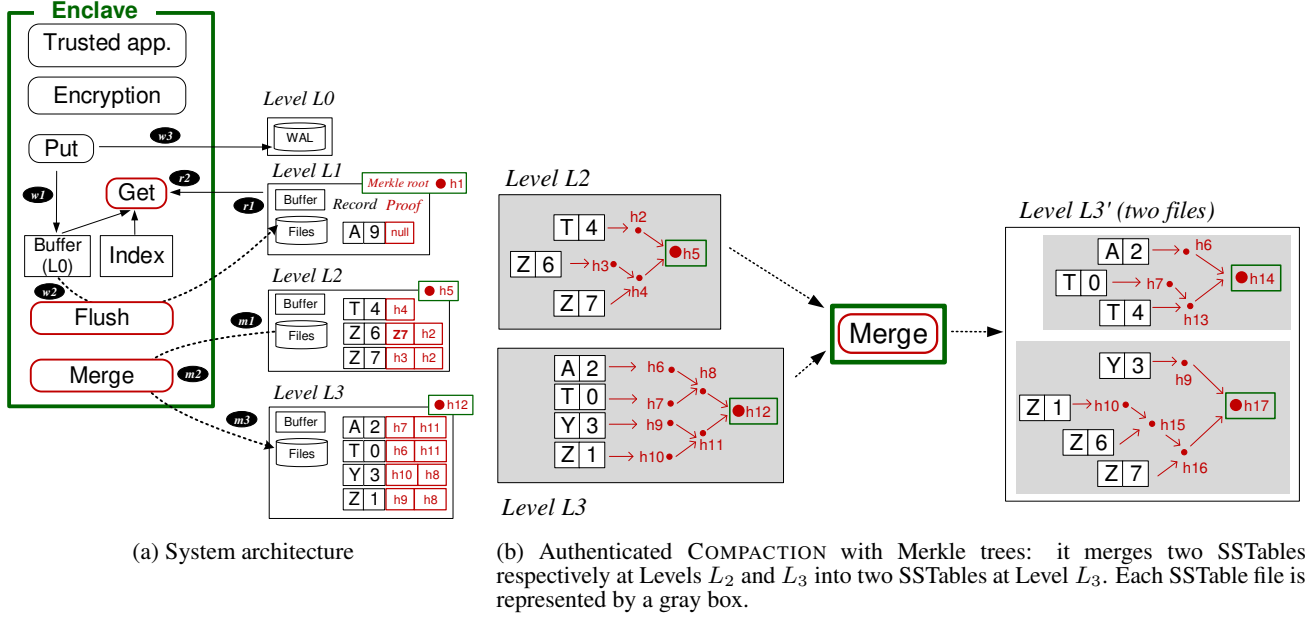 Enclave
Trusted app.
Encryption
Put
w3
w1
Get
r2
Buffer
(L0)
Index
w2
Flush
Merge
m2
r1
m1
m3
Level L0
WAL
Level L1
Merkle root h1
Buffer
Record Proof
Files
A 9 null
Level L2
h5
Buffer
Files
T 4 h4
Z 6 Z7 h2
Z 7 h3 h2
Level L3
h12
Buffer
Files
A 2 h7 h11
T 0 h6 h11
Y 3 h10 h8
Z 1 h9 h8
(a) System architecture
Level L2
T 4
h2
Z 6
h3
h5
h4
Z 7
A 2
h6
h8
T 0
h7
h12
Y 3
h9
h11
Z 1
h10
Level L3
Merge
Level L3' (two files)
A 2
h6
T 0
h7
h14
T 4
h13
Y 3
h9
Z 1
h10
h17
h15
Z 6
h16
Z 7
(b) Authenticated COMPACTION with Merkle trees: it merges two SSTables
respectively at Levels L2 and L3 into two SSTables at Level L3. Each SSTable file is
represented by a gray box.